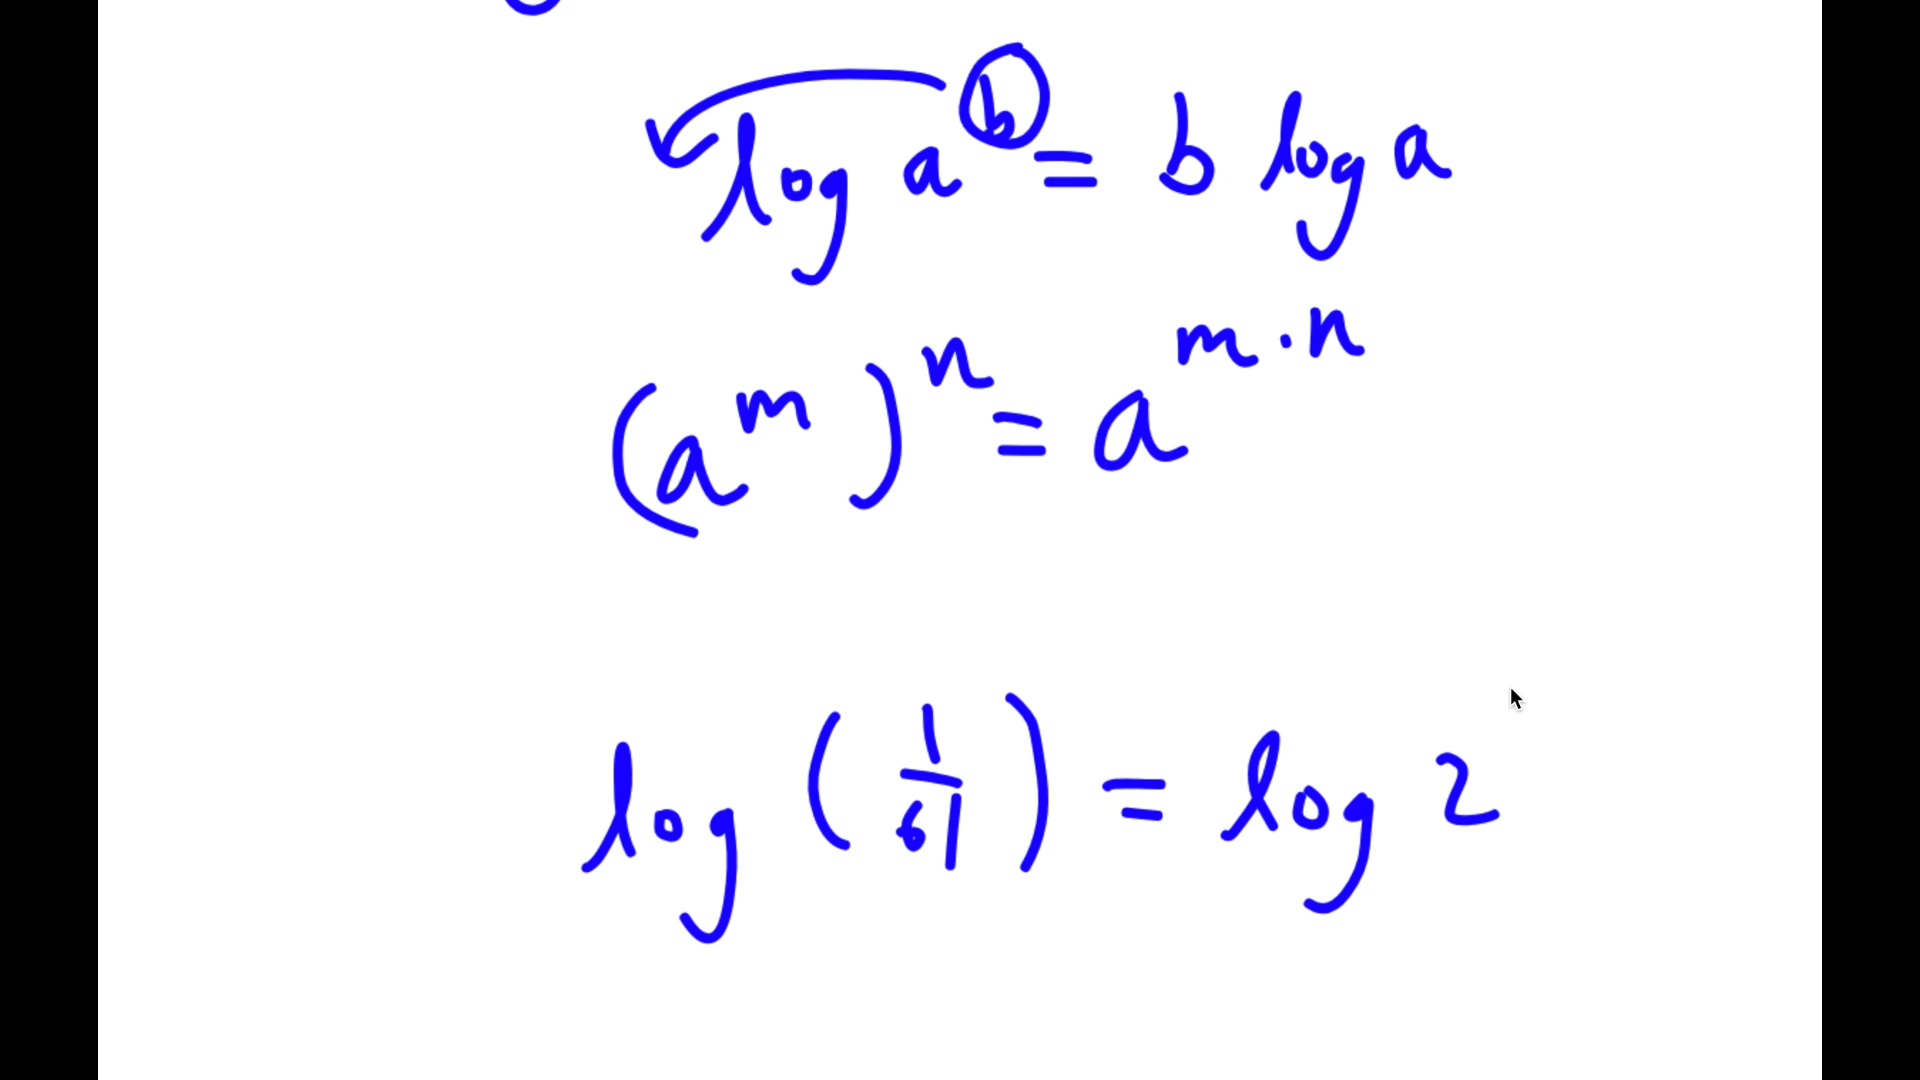 log a^b = b log a
(a^m)^n = a^{m·n}
log (1/61) = log 2